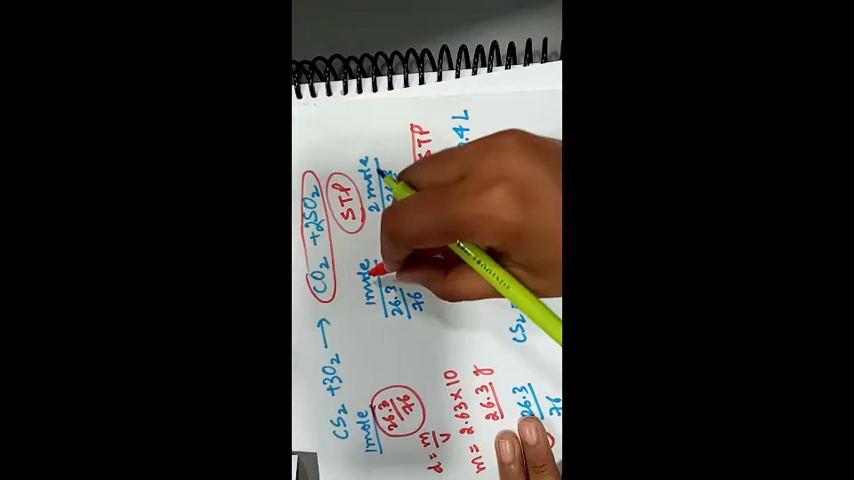 CS₂ + 3O₂ → CO₂ + 2SO₂
1mole 1mole 2 mole
26.3/76 26.3/76 STP
d = m/v
m = 2.63 × 10
26.3 g
STP
.4 L
26.3/76
CS₂